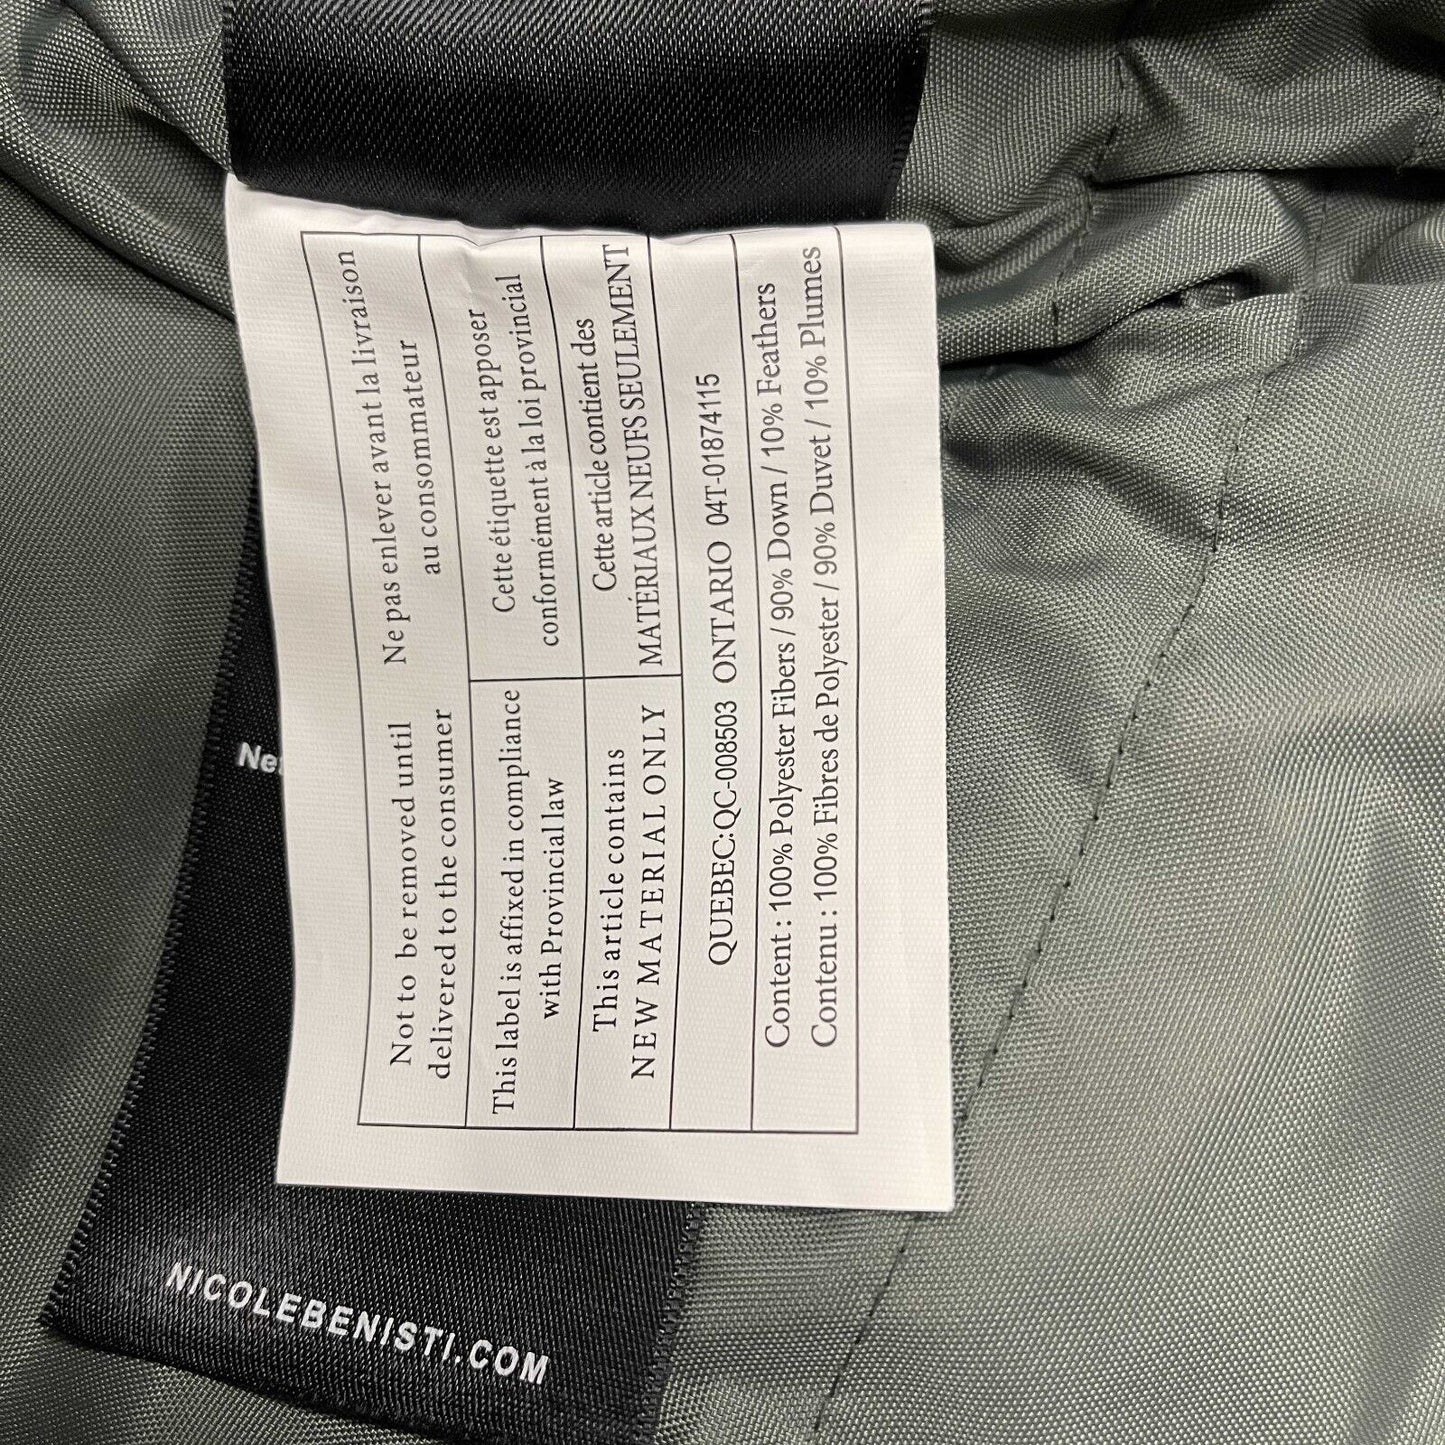 Not to be removed until
delivered to the consumer
Ne pas enlever avant la livraison
au consommateur
This label is affixed in compliance
with Provincial law
Cette étiquette est apposer
conformément à la loi provincial
This article contains
NEW MATERIAL ONLY
Cette article contient des
MATÉRIAUX NEUFS SEULEMENT
QUEBEC:QC-008503 ONTARIO 04T-01874115
Content : 100% Polyester Fibers / 90% Down / 10% Feathers
Contenu : 100% Fibres de Polyester / 90% Duvet / 10% Plumes
NICOLEBENISTI.COM